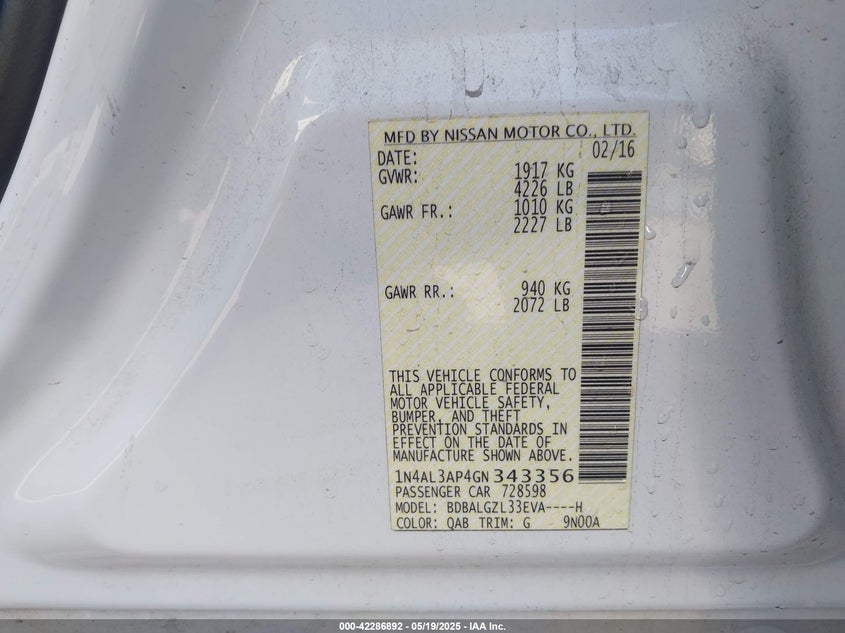 MFD BY NISSAN MOTOR CO., LTD.
DATE: 02/16
GVWR: 1917 KG
4226 LB
GAWR FR.: 1010 KG
2227 LB
GAWR RR.: 940 KG
2072 LB
THIS VEHICLE CONFORMS TO
ALL APPLICABLE FEDERAL
MOTOR VEHICLE SAFETY,
BUMPER, AND THEFT
PREVENTION STANDARDS IN
EFFECT ON THE DATE OF
MANUFACTURE SHOWN ABOVE.
1N4AL3AP4GN343356
PASSENGER CAR 728598
MODEL: BDBALGZL33EVA----H
COLOR: QAB TRIM: G 9N00A
000-42286892 - 05/19/2025 - IAA Inc.